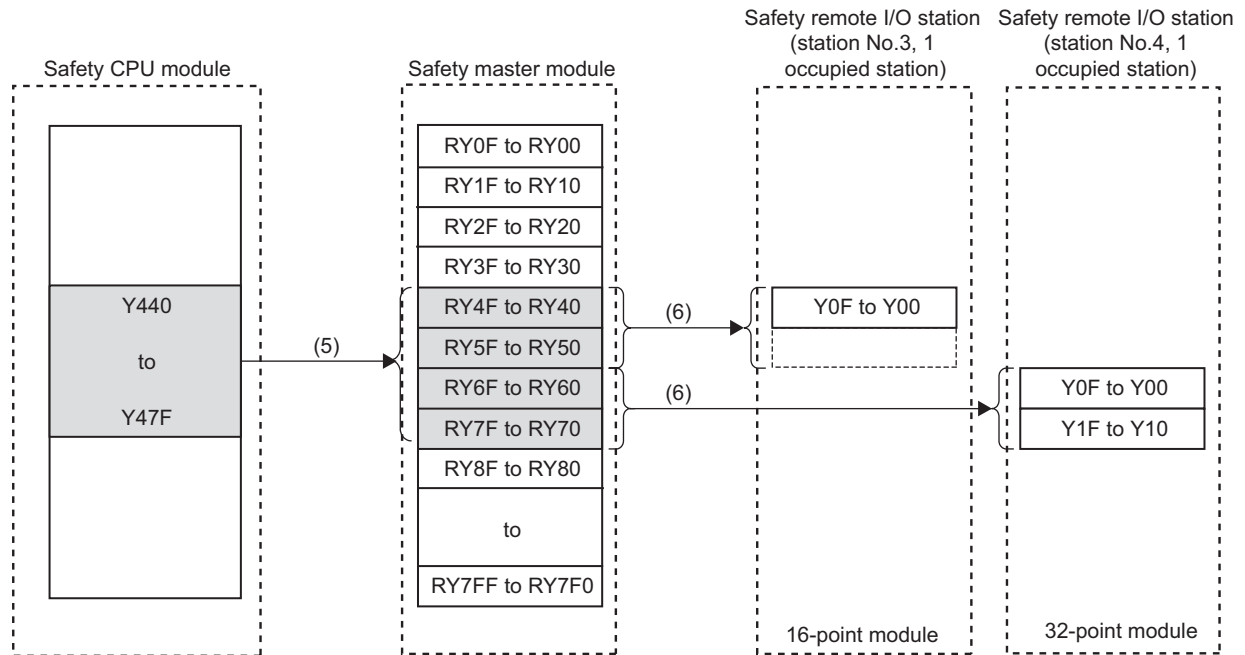 Safety CPU module
Safety master module
Safety remote I/O station
(station No.3, 1
occupied station)
Safety remote I/O station
(station No.4, 1
occupied station)
RY0F to RY00
RY1F to RY10
RY2F to RY20
RY3F to RY30
Y440
to
Y47F
(5)
RY4F to RY40
RY5F to RY50
RY6F to RY60
RY7F to RY70
RY8F to RY80
to
RY7FF to RY7F0
(6)
(6)
Y0F to Y00
16-point module
Y0F to Y00
Y1F to Y10
32-point module